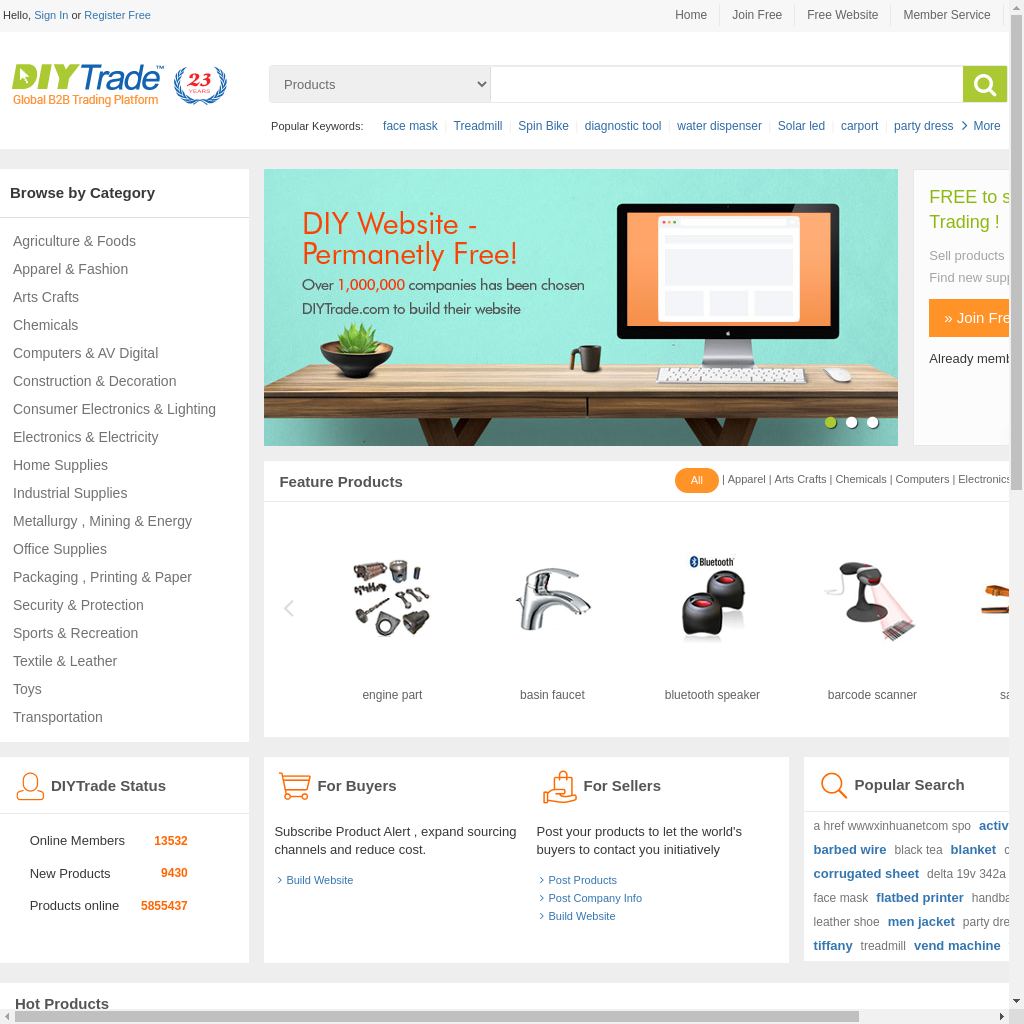 Hello, Sign In or Register Free
Home
Join Free
Free Website
Member Service
DIYTrade™
Global B2B Trading Platform
23
YEARS
Products
Popular Keywords: face mask | Treadmill | Spin Bike | diagnostic tool | water dispenser | Solar led | carport | party dress More
Browse by Category
Agriculture & Foods
Apparel & Fashion
Arts Crafts
Chemicals
Computers & AV Digital
Construction & Decoration
Consumer Electronics & Lighting
Electronics & Electricity
Home Supplies
Industrial Supplies
Metallurgy , Mining & Energy
Office Supplies
Packaging , Printing & Paper
Security & Protection
Sports & Recreation
Textile & Leather
Toys
Transportation
DIY Website -
Permanetly Free!
Over 1,000,000 companies has been chosen
DIYTrade.com to build their website
FREE to s
Trading !
Sell products
Find new supp
» Join Fre
Already memb
Feature Products
All | Apparel | Arts Crafts | Chemicals | Computers | Electronics
Bluetooth
engine part
basin faucet
bluetooth speaker
barcode scanner
sa
DIYTrade Status
Online Members 13532
New Products 9430
Products online 5855437
For Buyers
Subscribe Product Alert , expand sourcing
channels and reduce cost.
Build Website
For Sellers
Post your products to let the world's
buyers to contact you initiatively
Post Products
Post Company Info
Build Website
Popular Search
a href wwwxinhuanetcom spo activ
barbed wire black tea blanket c
corrugated sheet delta 19v 342a
face mask flatbed printer handba
leather shoe men jacket party dre
tiffany treadmill vend machine
Hot Products